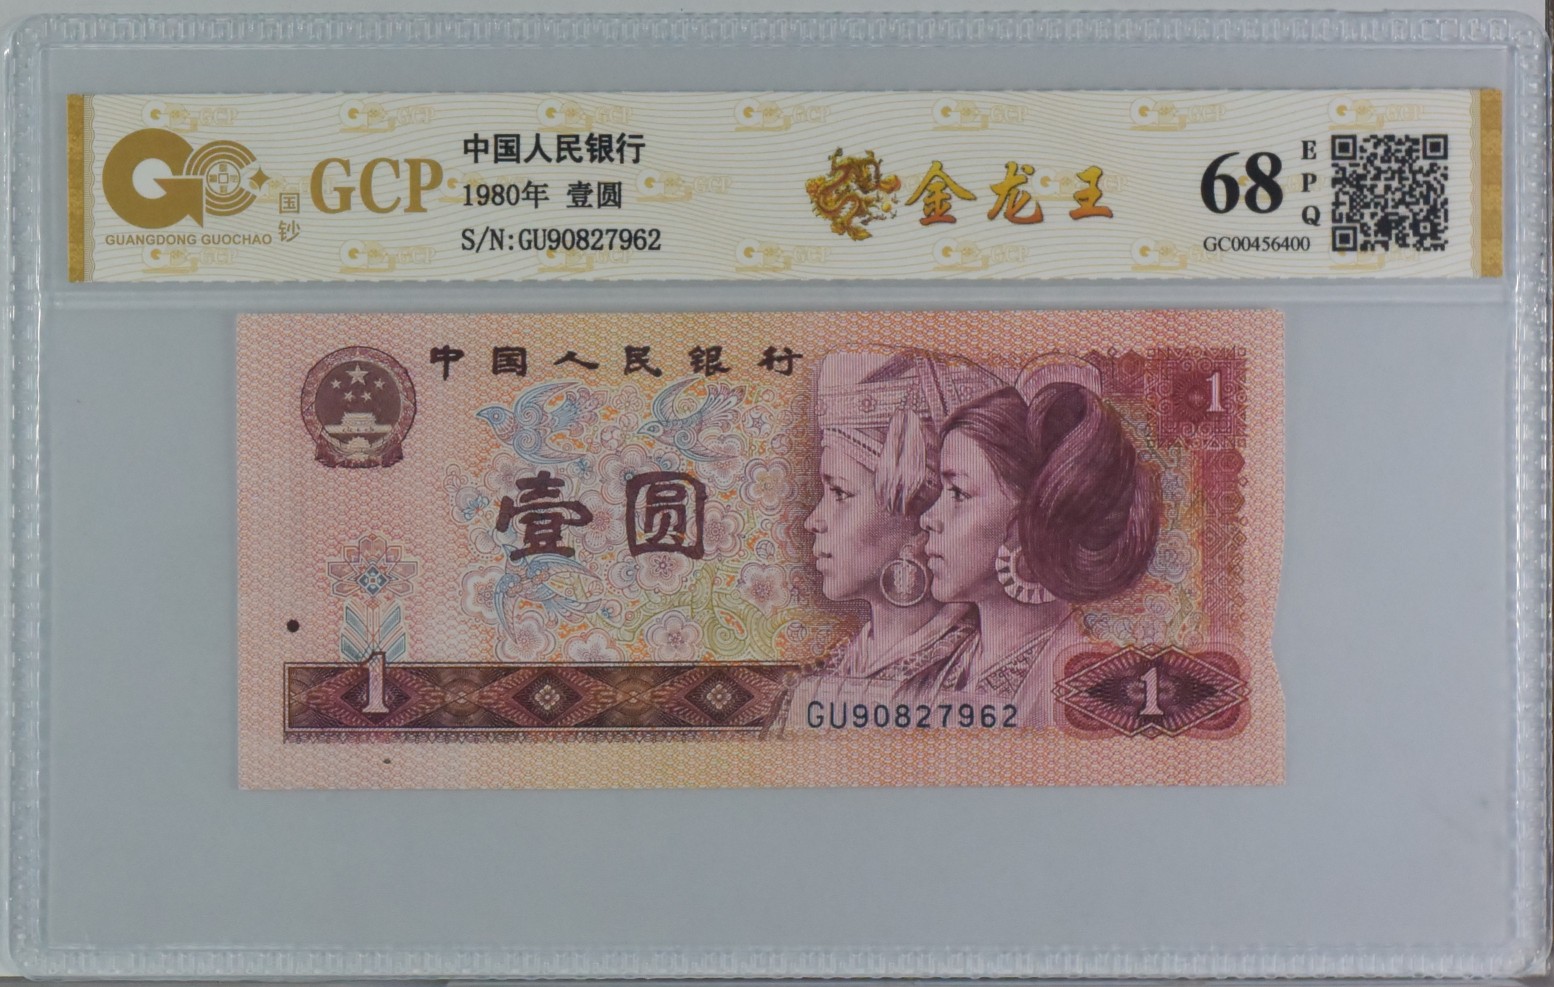 GUANGDONG GUOCHAO
国钞
GCP
中国人民银行
1980年 壹圆
S/N:GU90827962
金龙王
68
EPQ
GC00456400
中国人民银行
1
壹圆
1
GU90827962
1